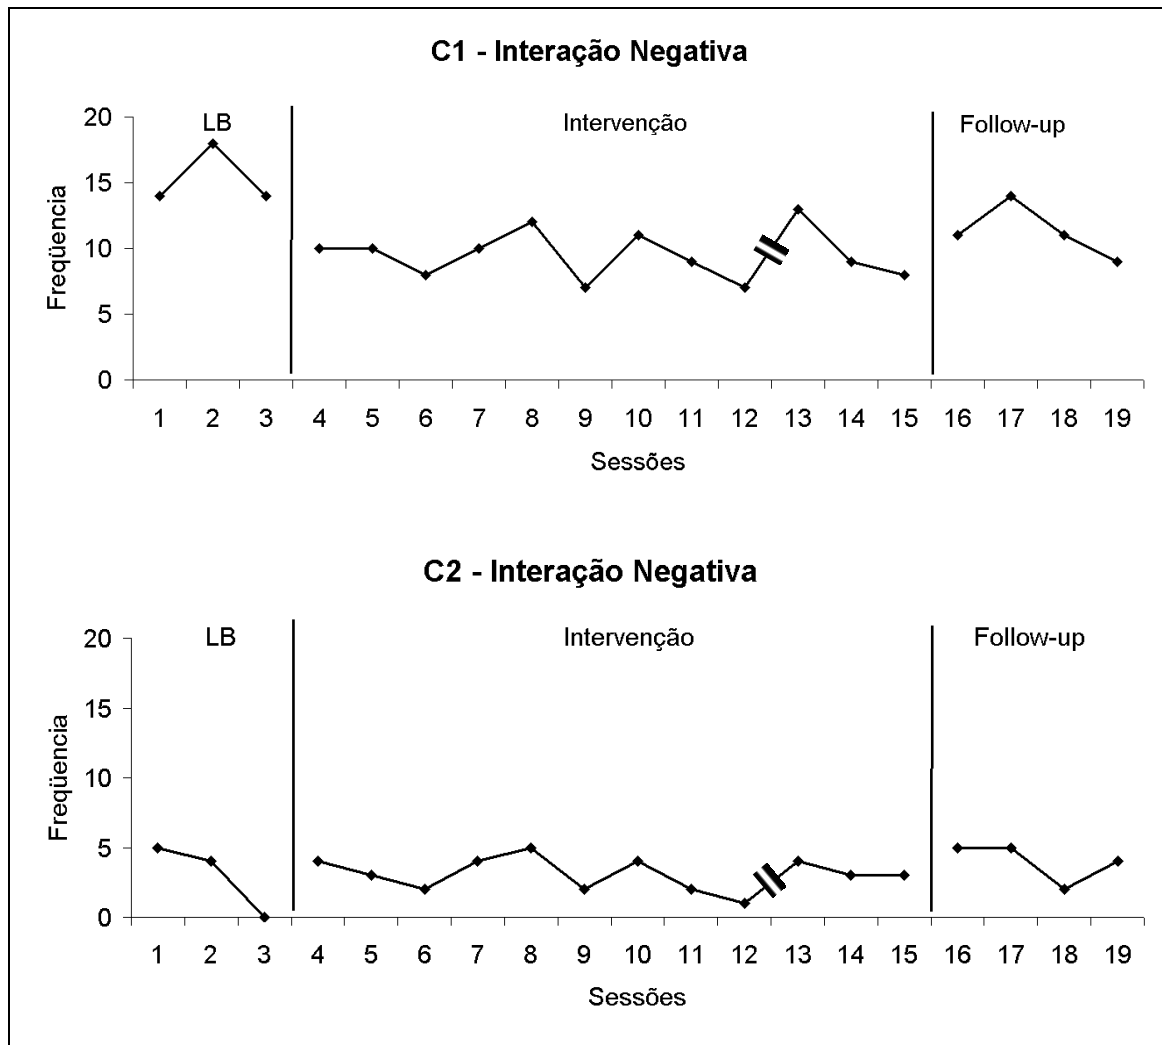 C1 - Interação Negativa
LB
Intervenção
Follow-up
Freqüencia
20
15
10
5
0
1 2 3 4 5 6 7 8 9 10 11 12 13 14 15 16 17 18 19
Sessões
C2 - Interação Negativa
LB
Intervenção
Follow-up
Freqüencia
20
15
10
5
0
1 2 3 4 5 6 7 8 9 10 11 12 13 14 15 16 17 18 19
Sessões